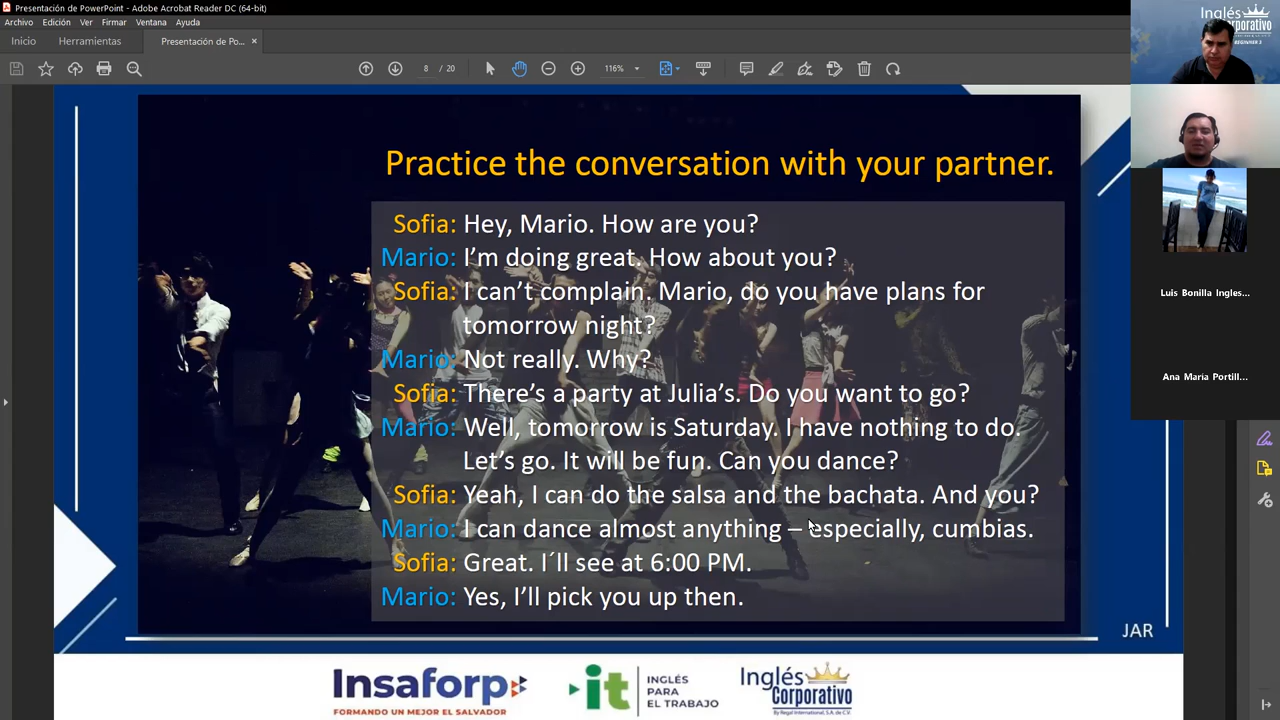 Presentación de PowerPoint - Adobe Acrobat Reader DC (64-bit)
Archivo Edición Ver Firmar Ventana Ayuda
Inicio Herramientas Presentación de Po... ×
8 / 20 116%
Practice the conversation with your partner.
Sofia: Hey, Mario. How are you?
Mario: I'm doing great. How about you?
Sofia: I can't complain. Mario, do you have plans for
tomorrow night?
Mario: Not really. Why?
Sofia: There's a party at Julia's. Do you want to go?
Mario: Well, tomorrow is Saturday. I have nothing to do.
Let's go. It will be fun. Can you dance?
Sofia: Yeah, I can do the salsa and the bachata. And you?
Mario: I can dance almost anything – especially, cumbias.
Sofia: Great. I´ll see at 6:00 PM.
Mario: Yes, I'll pick you up then.
JAR
Insaforp
FORMANDO UN MEJOR EL SALVADOR
it INGLÉS
PARA
EL TRABAJO
Inglés
Corporativo
By Regal International, S.A. de C.V.
Inglés
orporativo
BEGINNER 2
Luis Bonilla Ingles...
Ana Maria Portill...